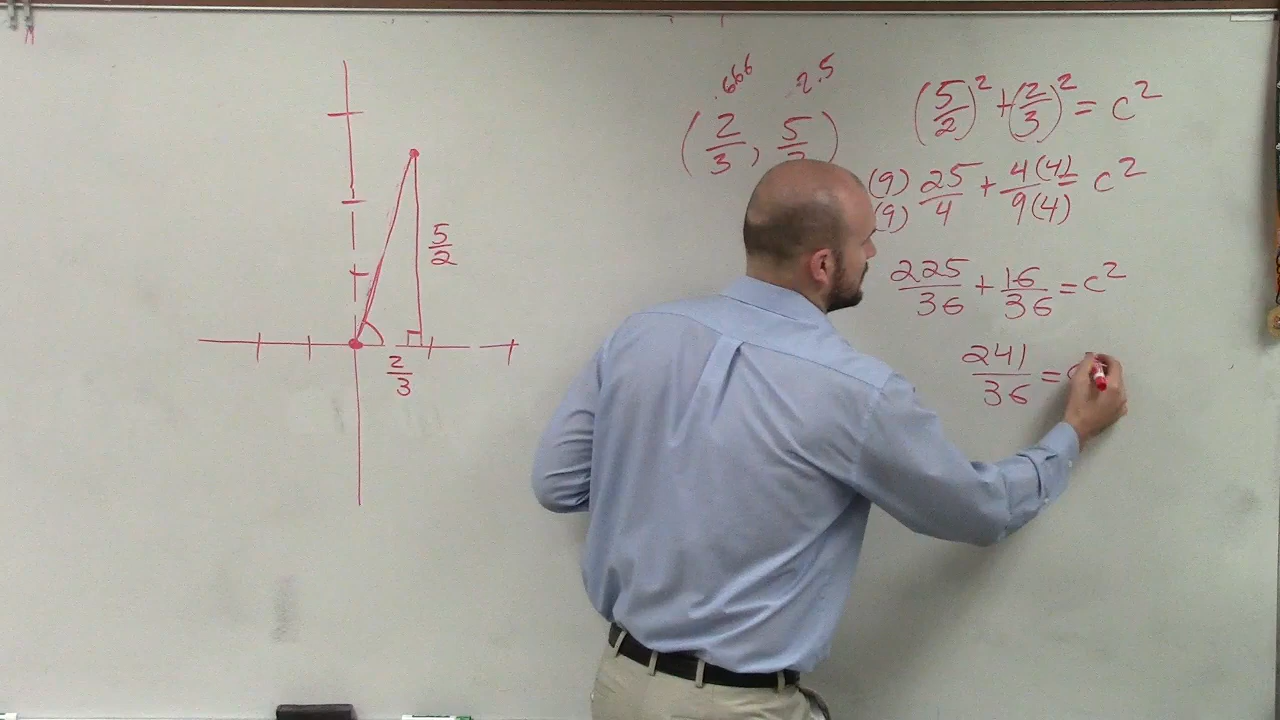 .666 2.5
(2/3, 5/2)
(5/2)² + (2/3)² = c²
(9)/(9) 25/4 + 4(4)/9(4) = c²
225/36 + 16/36 = c²
241/36 = c
5/2
2/3